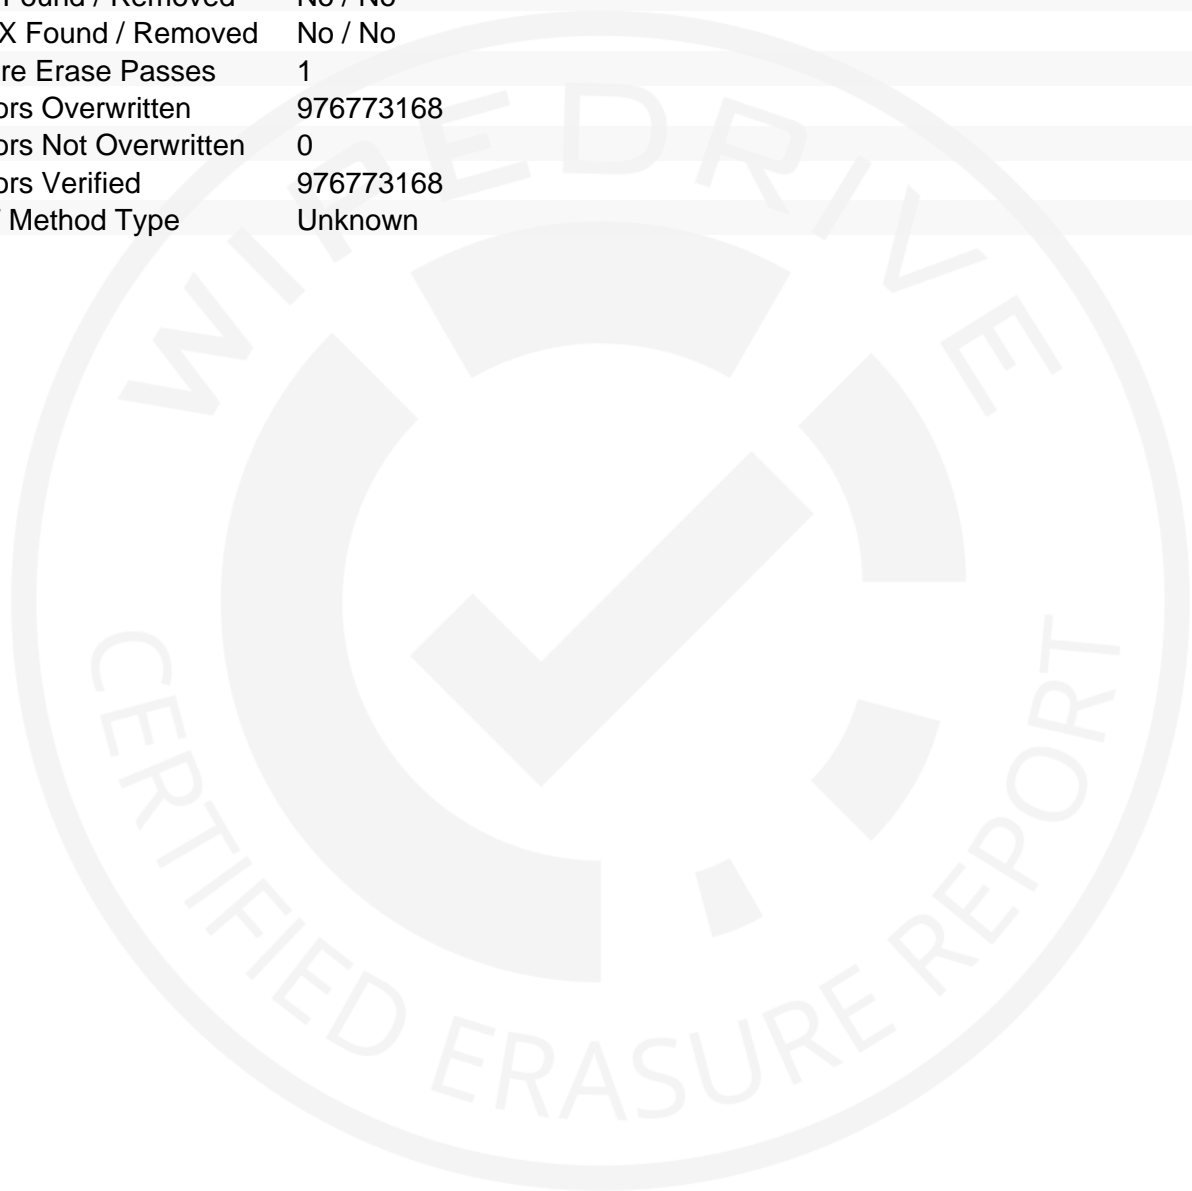 Found / Removed No / No
X Found / Removed No / No
re Erase Passes 1
ors Overwritten 976773168
ors Not Overwritten 0
ors Verified 976773168
Method Type Unknown
WIPEDRIVE
CERTIFIED ERASURE REPORT